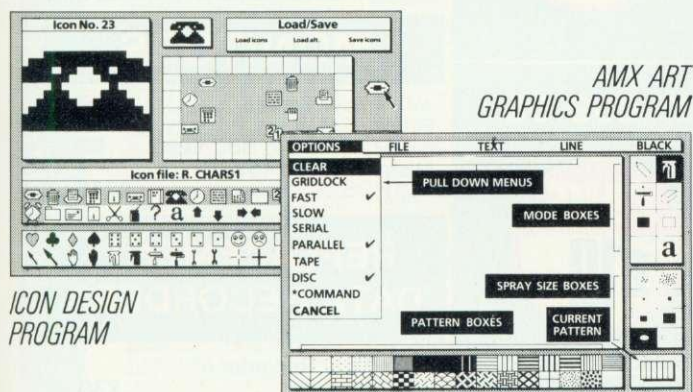 Icon No. 23
Load/Save
Load icons Load alt. Save icons
AMX ART
GRAPHICS PROGRAM
Icon file: R. CHARS1
? a
ICON DESIGN
PROGRAM
OPTIONS FILE TEXT LINE BLACK
CLEAR
GRIDLOCK
FAST
SLOW
SERIAL
PARALLEL
TAPE
DISC
*COMMAND
CANCEL
PULL DOWN MENUS
MODE BOXES
a
SPRAY SIZE BOXES
PATTERN BOXES
CURRENT
PATTERN